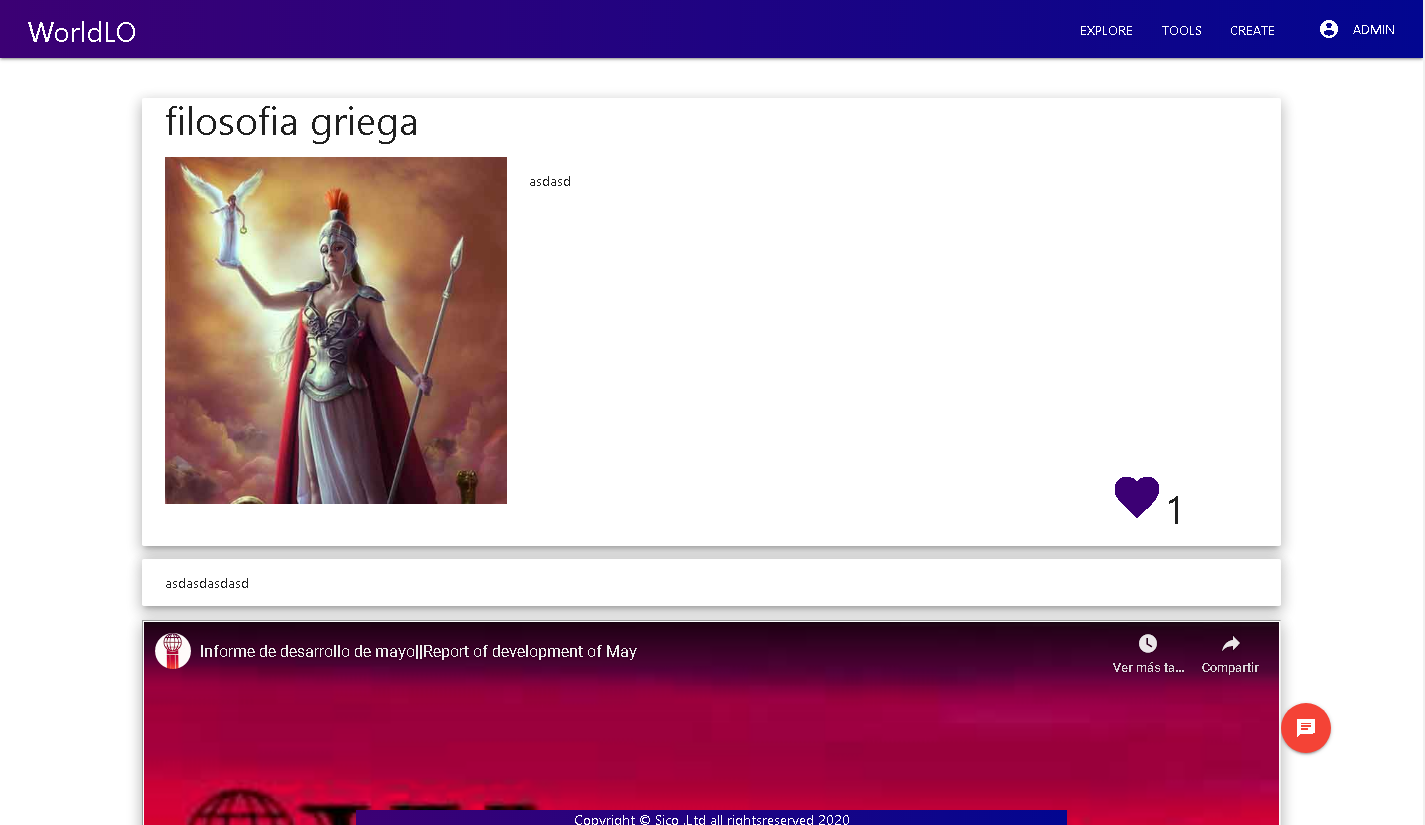 WorldLO
EXPLORE TOOLS CREATE ADMIN
filosofia griega
asdasd
1
asdasdasdasd
Informe de desarrollo de mayo||Report of development of May
Ver más ta... Compartir
Copyright © Sico .Ltd all rightsreserved 2020